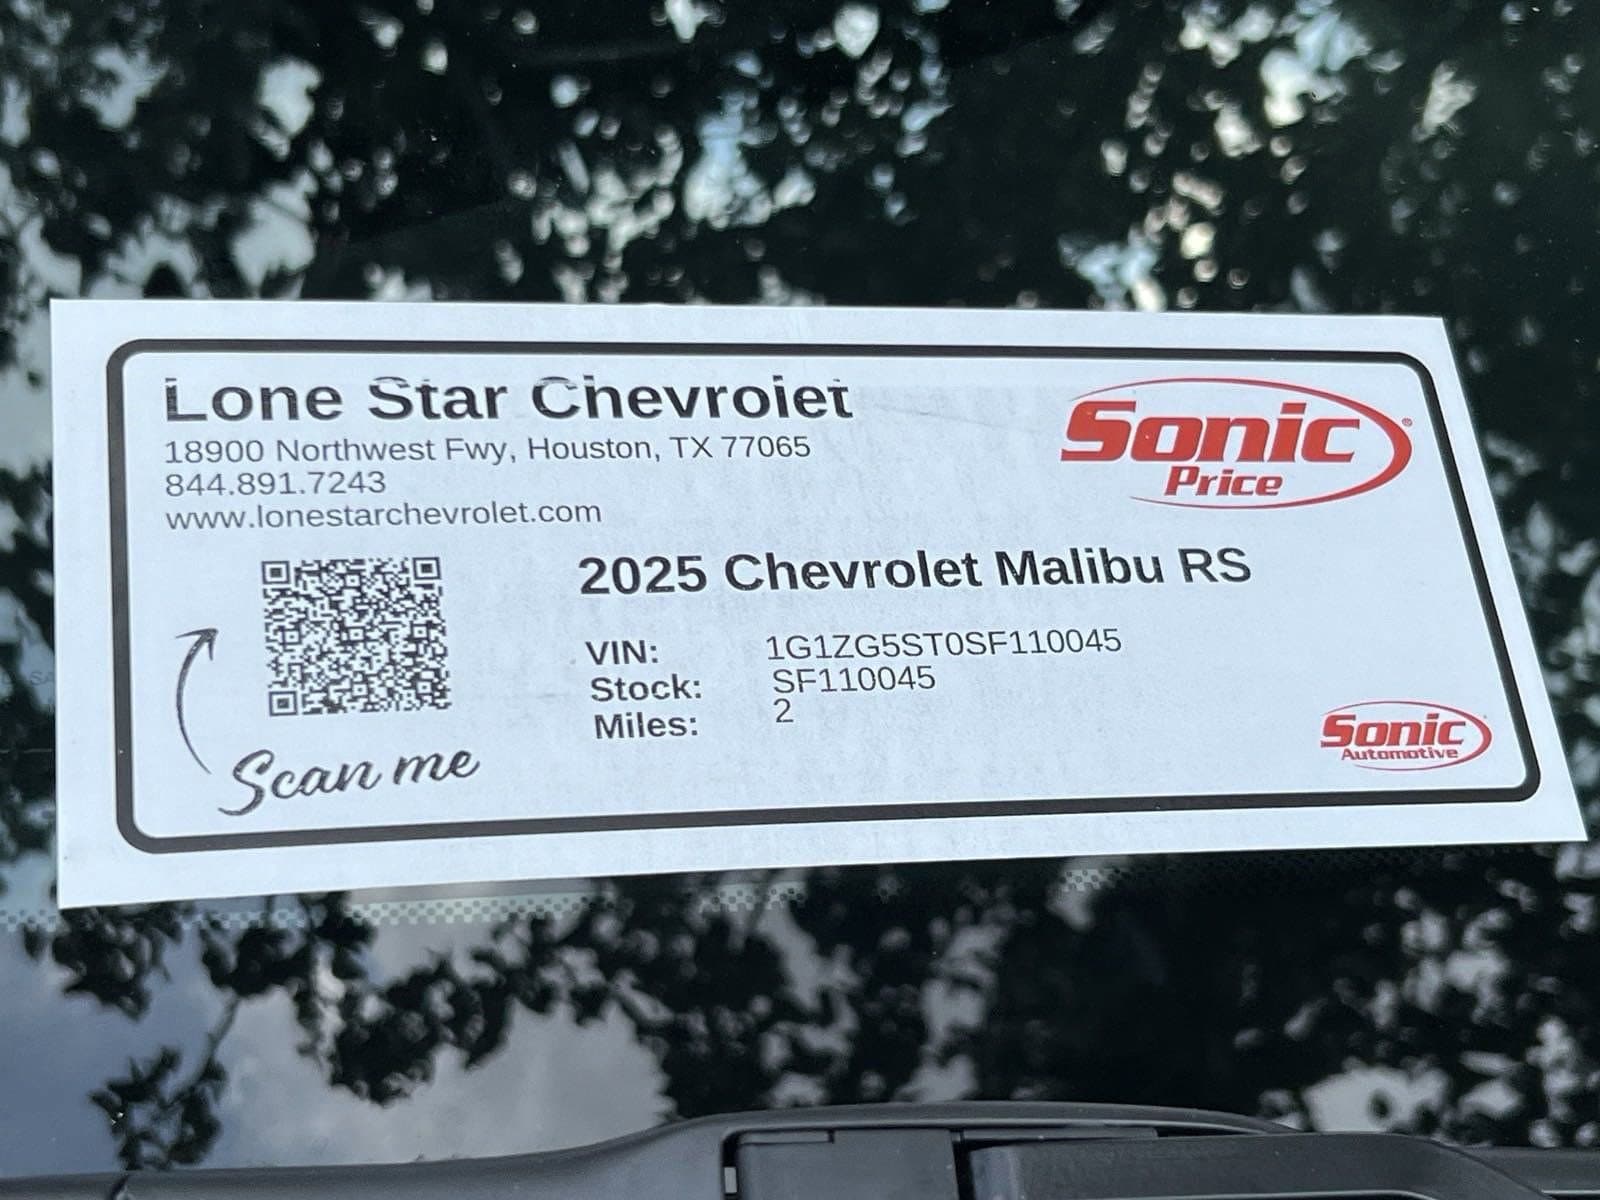 Lone Star Chevrolet
18900 Northwest Fwy, Houston, TX 77065
844.891.7243
www.lonestarchevrolet.com
Sonic®
Price
2025 Chevrolet Malibu RS
VIN: 1G1ZG5ST0SF110045
Stock: SF110045
Miles: 2
Scan me
Sonic
Automotive